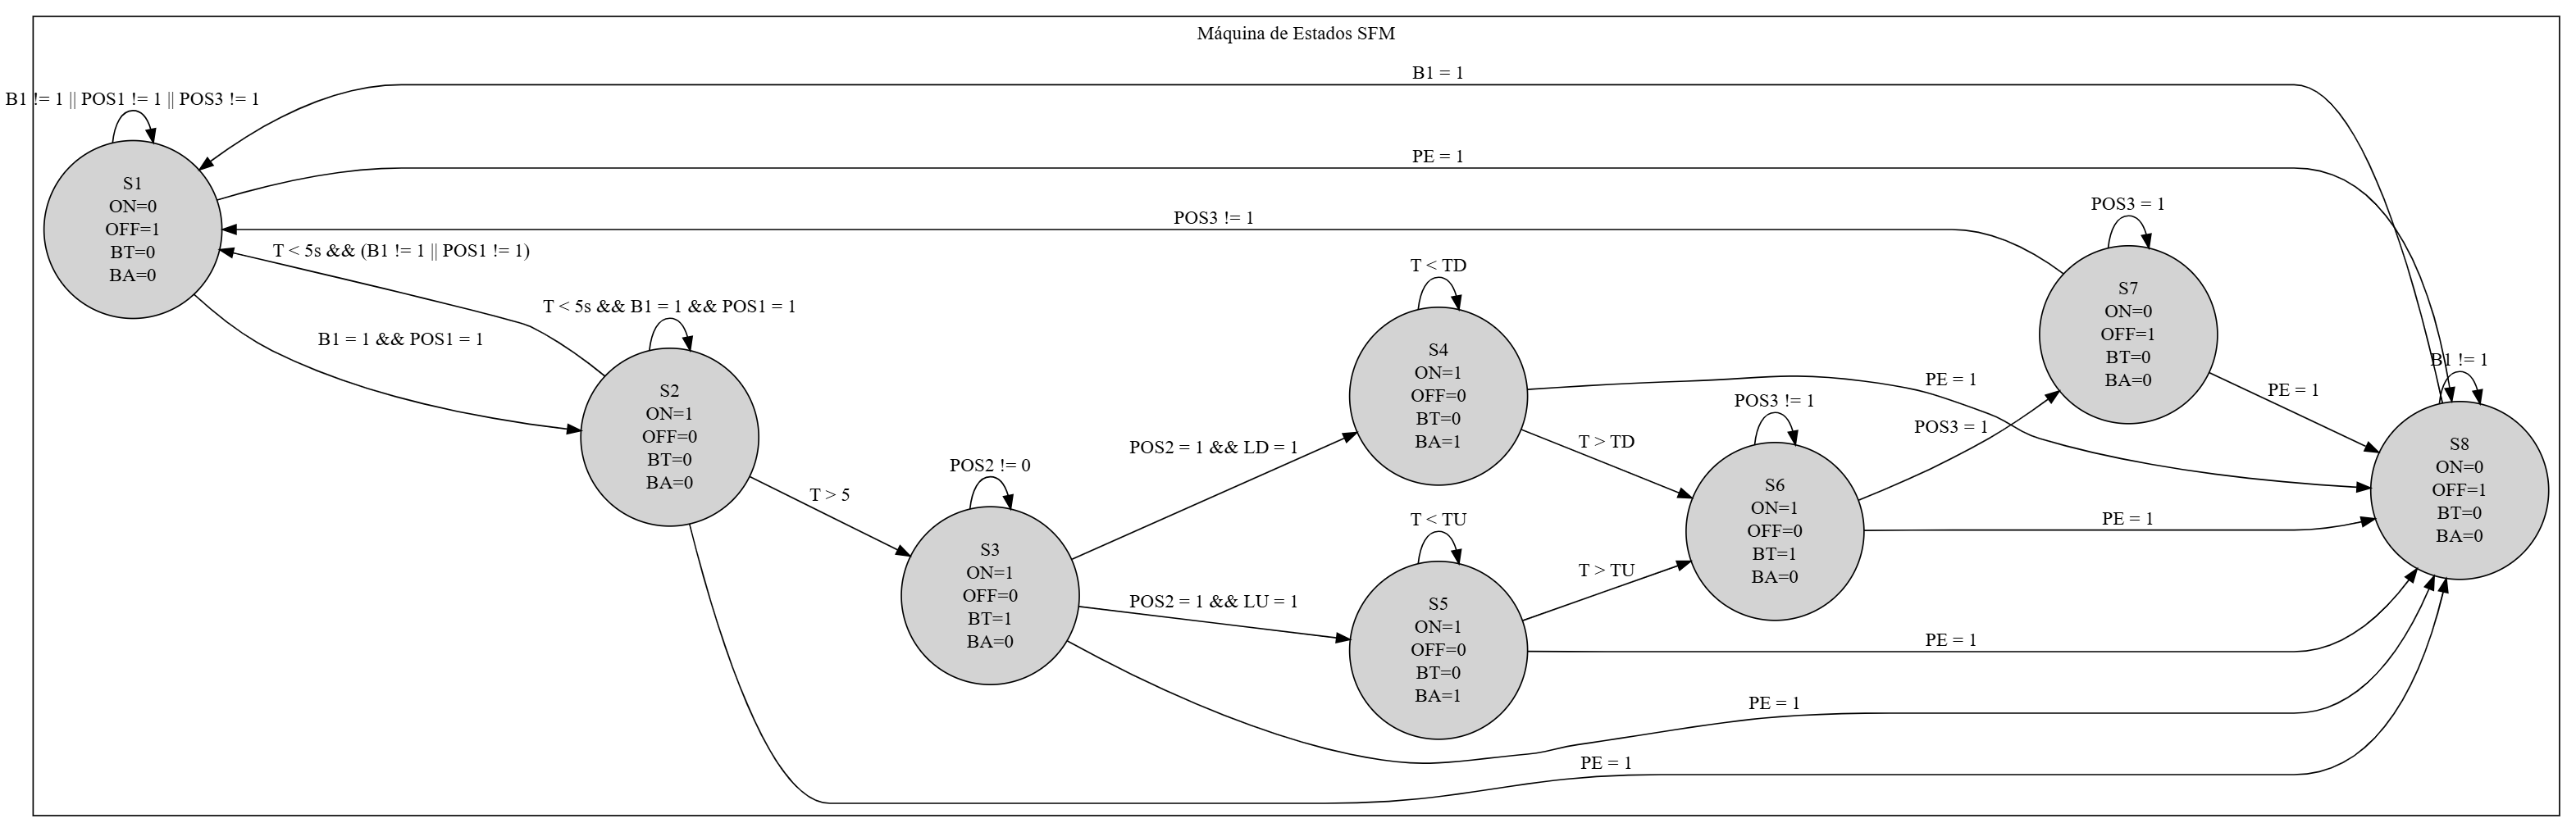 Máquina de Estados SFM
B1 = 1
B1 != 1 || POS1 != 1 || POS3 != 1
PE = 1
S1
ON=0
OFF=1
BT=0
BA=0
POS3 != 1
T < 5s && (B1 != 1 || POS1 != 1)
B1 = 1 && POS1 = 1
T < 5s && B1 = 1 && POS1 = 1
S2
ON=1
OFF=0
BT=0
BA=0
T > 5
POS2 != 0
S3
ON=1
OFF=0
BT=1
BA=0
POS2 = 1 && LD = 1
POS2 = 1 && LU = 1
T < TD
S4
ON=1
OFF=0
BT=0
BA=1
T > TD
PE = 1
T < TU
S5
ON=1
OFF=0
BT=0
BA=1
T > TU
PE = 1
POS3 != 1
S6
ON=1
OFF=0
BT=1
BA=0
POS3 = 1
PE = 1
POS3 = 1
S7
ON=0
OFF=1
BT=0
BA=0
PE = 1
B1 != 1
S8
ON=0
OFF=1
BT=0
BA=0
PE = 1
PE = 1